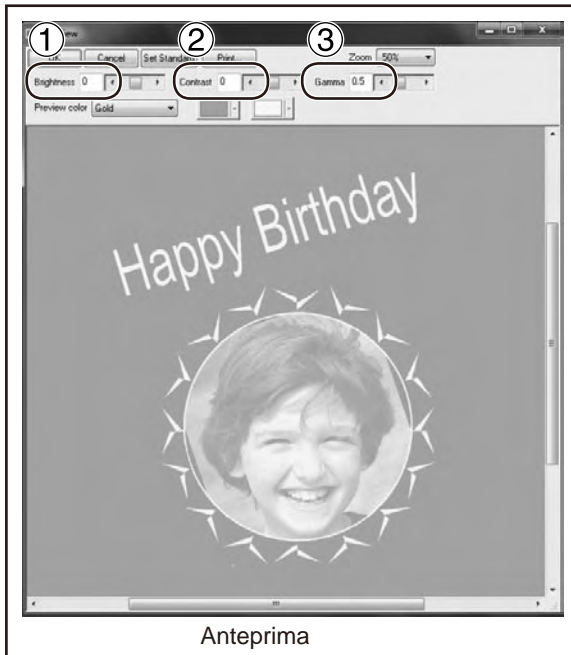 1 2 3
OK Cancel Set Standard Print... Zoom 50%
Brightness 0 Contrast 0 Gamma 0.5
Preview color Gold
Happy Birthday
Anteprima